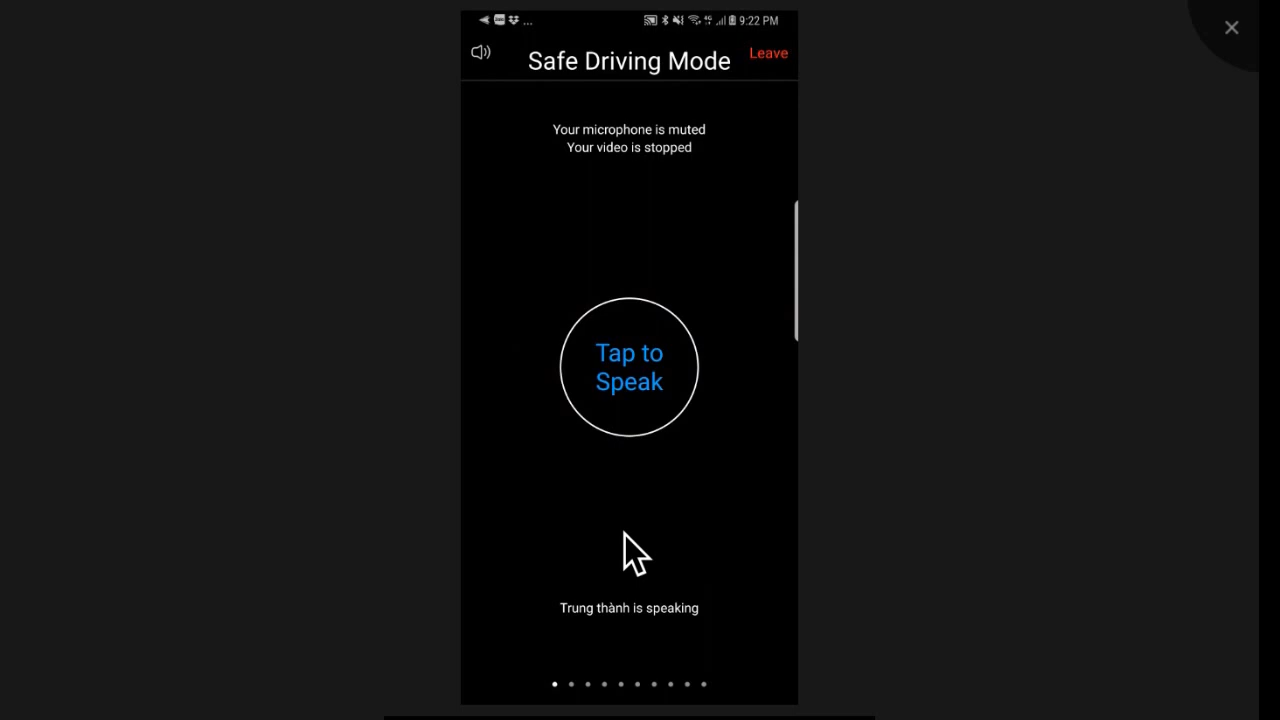 ... 9:22 PM
Safe Driving Mode
Leave
Your microphone is muted
Your video is stopped
Tap to
Speak
Trung thành is speaking